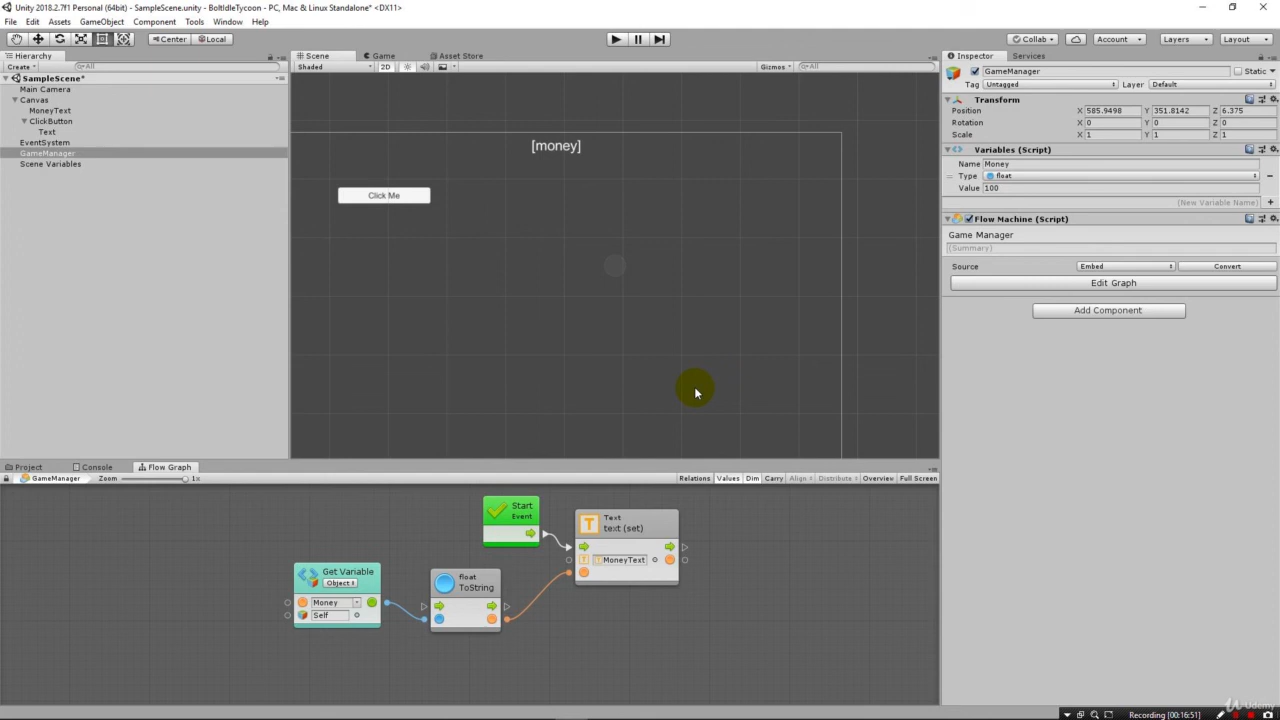 Unity 2018.2.7f1 Personal (64bit) - SampleScene.unity - BoltIdleTycoon - PC, Mac & Linux Standalone* <DX11>
File Edit Assets GameObject Component Tools Window Help
Center Local Collab Account Layers Layout
Hierarchy Scene Game Asset Store Inspector Services
Create All Shaded 2D Gizmos All
SampleScene*
Main Camera
Canvas
MoneyText
ClickButton
Text
EventSystem
GameManager
Scene Variables
[money]
Click Me
GameManager Static
Tag Untagged Layer Default
Transform
Position X 585.9498 Y 351.8142 Z 6.375
Rotation X 0 Y 0 Z 0
Scale X 1 Y 1 Z 1
Variables (Script)
Name Money
Type float
Value 100
(New Variable Name)
Flow Machine (Script)
Game Manager
(Summary)
Source Embed Convert
Edit Graph
Add Component
Project Console Flow Graph
GameManager Zoom 1x Relations Values Dim Carry Align Distribute Overview Full Screen
Start
Event
Text
text (set)
MoneyText
Get Variable
Object
Money
Self
float
ToString
Udemy
Recording [00:16:51]